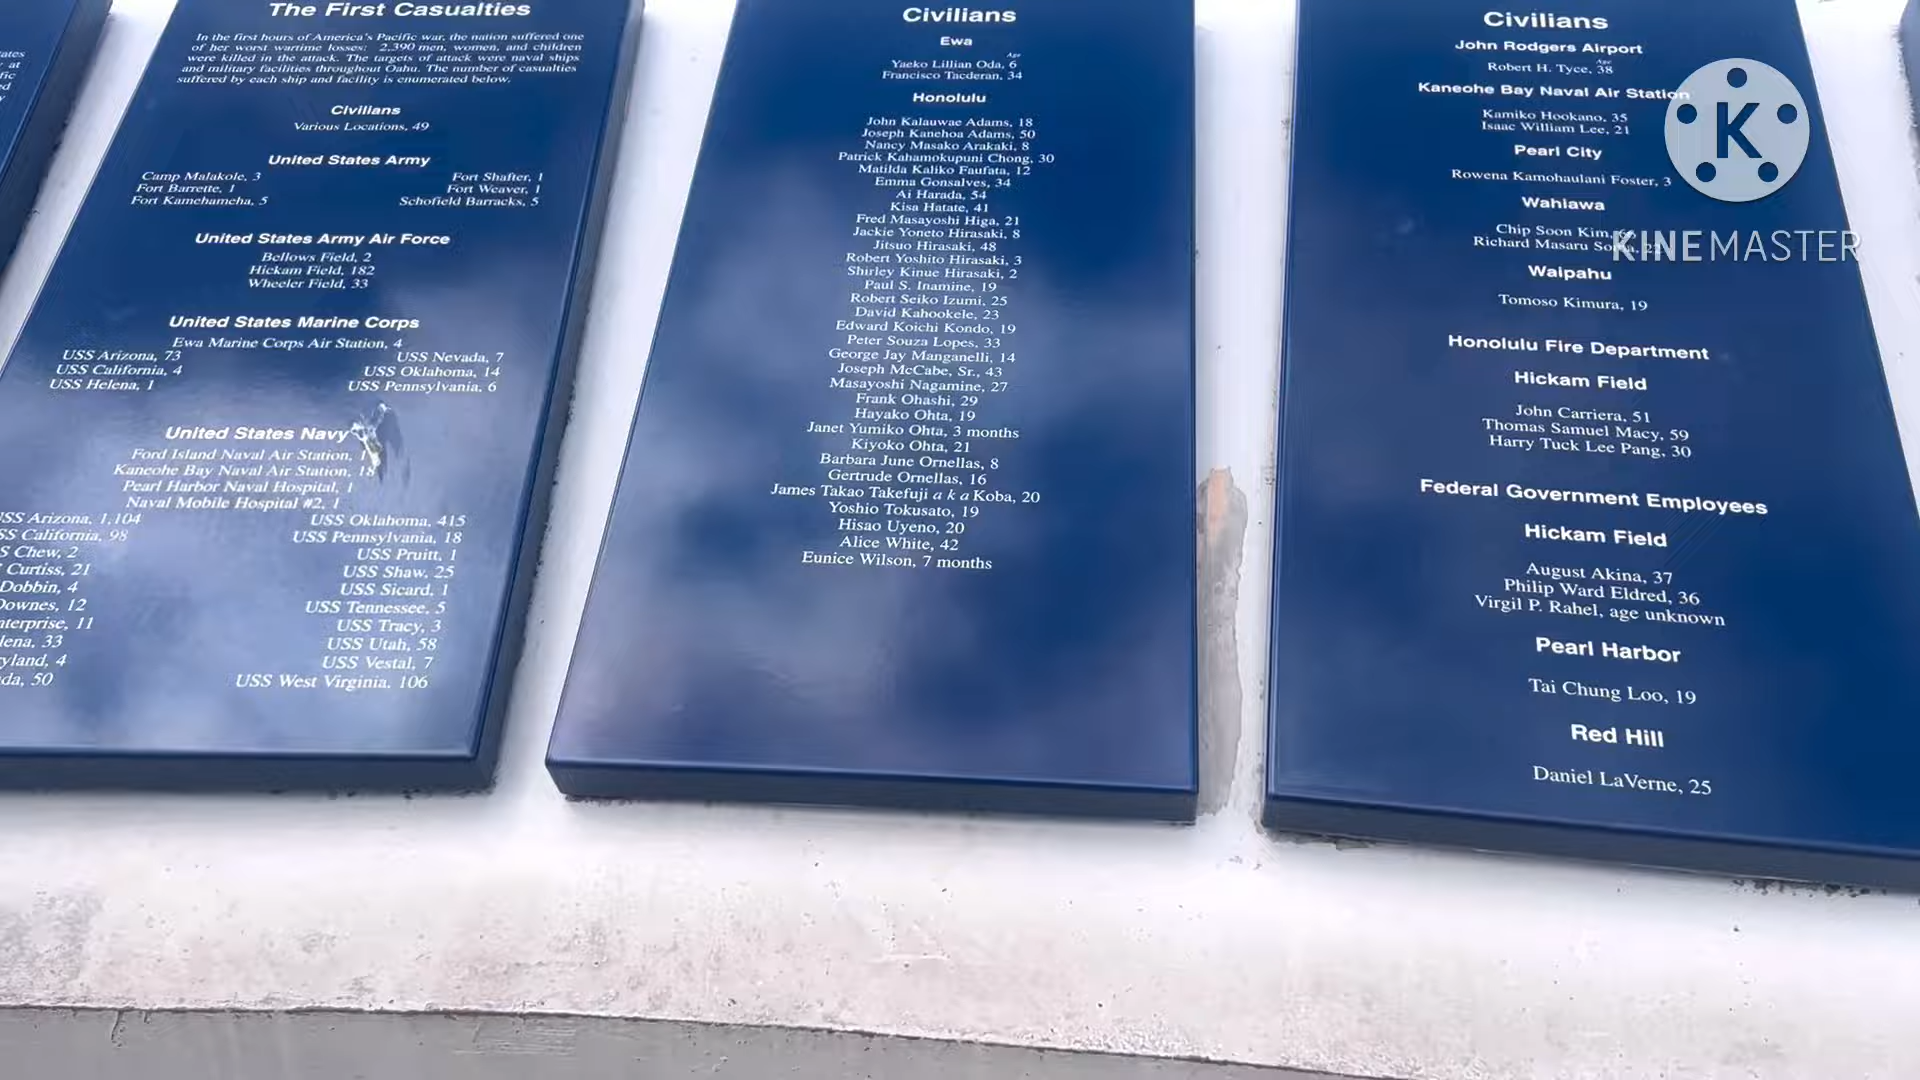 ates
at
fic
ed
y
The First Casualties
In the first hours of America's Pacific war, the nation suffered one
of her worst wartime losses: 2,390 men, women, and children
were killed in the attack. The targets of attack were naval ships
and military facilities throughout Oahu. The number of casualties
suffered by each ship and facility is enumerated below.
Civilians
Various Locations, 49
United States Army
Camp Malakole, 3
Fort Barrette, 1
Fort Kamehameha, 5
Fort Shafter, 1
Fort Weaver, 1
Schofield Barracks, 5
United States Army Air Force
Bellows Field, 2
Hickam Field, 182
Wheeler Field, 33
United States Marine Corps
Ewa Marine Corps Air Station, 4
USS Arizona, 73
USS California, 4
USS Helena, 1
USS Nevada, 7
USS Oklahoma, 14
USS Pennsylvania, 6
United States Navy
Ford Island Naval Air Station, 1
Kaneohe Bay Naval Air Station, 18
Pearl Harbor Naval Hospital, 1
Naval Mobile Hospital #2, 1
SS Arizona, 1,104
SS California, 98
S Chew, 2
Curtiss, 21
Dobbin, 4
Downes, 12
nterprise, 11
lena, 33
ryland, 4
da, 50
USS Oklahoma, 415
USS Pennsylvania, 18
USS Pruitt, 1
USS Shaw, 25
USS Sicard, 1
USS Tennessee, 5
USS Tracy, 3
USS Utah, 58
USS Vestal, 7
USS West Virginia, 106
Civilians
Ewa
Age
Yaeko Lillian Oda, 6
Francisco Tacderan, 34
Honolulu
John Kalauwae Adams, 18
Joseph Kanehoa Adams, 50
Nancy Masako Arakaki, 8
Patrick Kahamokupuni Chong, 30
Matilda Kaliko Faufata, 12
Emma Gonsalves, 34
Ai Harada, 54
Kisa Hatate, 41
Fred Masayoshi Higa, 21
Jackie Yoneto Hirasaki, 8
Jitsuo Hirasaki, 48
Robert Yoshito Hirasaki, 3
Shirley Kinue Hirasaki, 2
Paul S. Inamine, 19
Robert Seiko Izumi, 25
David Kahookele, 23
Edward Koichi Kondo, 19
Peter Souza Lopes, 33
George Jay Manganelli, 14
Joseph McCabe, Sr., 43
Masayoshi Nagamine, 27
Frank Ohashi, 29
Hayako Ohta, 19
Janet Yumiko Ohta, 3 months
Kiyoko Ohta, 21
Barbara June Ornellas, 8
Gertrude Ornellas, 16
James Takao Takefuji a k a Koba, 20
Yoshio Tokusato, 19
Hisao Uyeno, 20
Alice White, 42
Eunice Wilson, 7 months
Civilians
John Rodgers Airport
Age
Robert H. Tyce, 38
Kaneohe Bay Naval Air Station
Kamiko Hookano, 35
Isaac William Lee, 21
Pearl City
Rowena Kamohaulani Foster, 3
Wahiawa
Chip Soon Kim,
Richard Masaru
Waipahu
Tomoso Kimura, 19
Honolulu Fire Department
Hickam Field
John Carriera, 51
Thomas Samuel Macy, 59
Harry Tuck Lee Pang, 30
Federal Government Employees
Hickam Field
August Akina, 37
Philip Ward Eldred, 36
Virgil P. Rahel, age unknown
Pearl Harbor
Tai Chung Loo, 19
Red Hill
Daniel LaVerne, 25
K
KINEMASTER